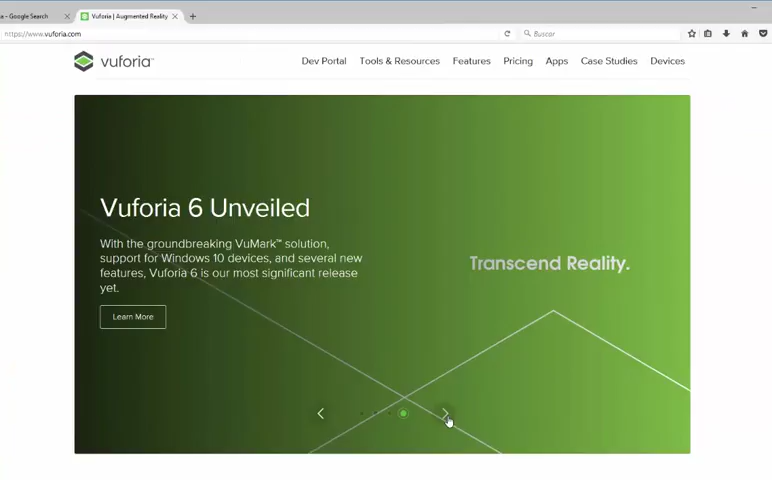 a - Google Search
Vuforia | Augmented Reality
https://www.vuforia.com
Buscar
vuforia™
Dev Portal Tools & Resources Features Pricing Apps Case Studies Devices
Vuforia 6 Unveiled
With the groundbreaking VuMark™ solution,
support for Windows 10 devices, and several new
features, Vuforia 6 is our most significant release
yet.
Transcend Reality.
Learn More